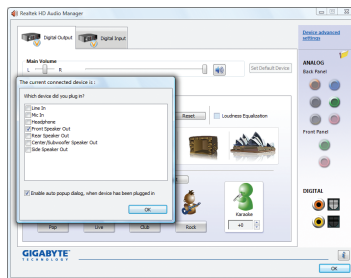 Realtek HD Audio Manager
Digital Output
Digital Input
Device advanced
settings
Main Volume
L
R
Set Default Device
ANALOG
Back Panel
The current connected device is :
Which device did you plug in?
Line In
Mic In
Headphone
Front Speaker Out
Rear Speaker Out
Center/Subwoofer Speaker Out
Side Speaker Out
Enable auto popup dialog, when device has been plugged in
OK
Reset
Loudness Equalization
Front Panel
DIGITAL
Karaoke
Pop
Live
Club
Rock
+0
GIGABYTE
TECHNOLOGY
OK